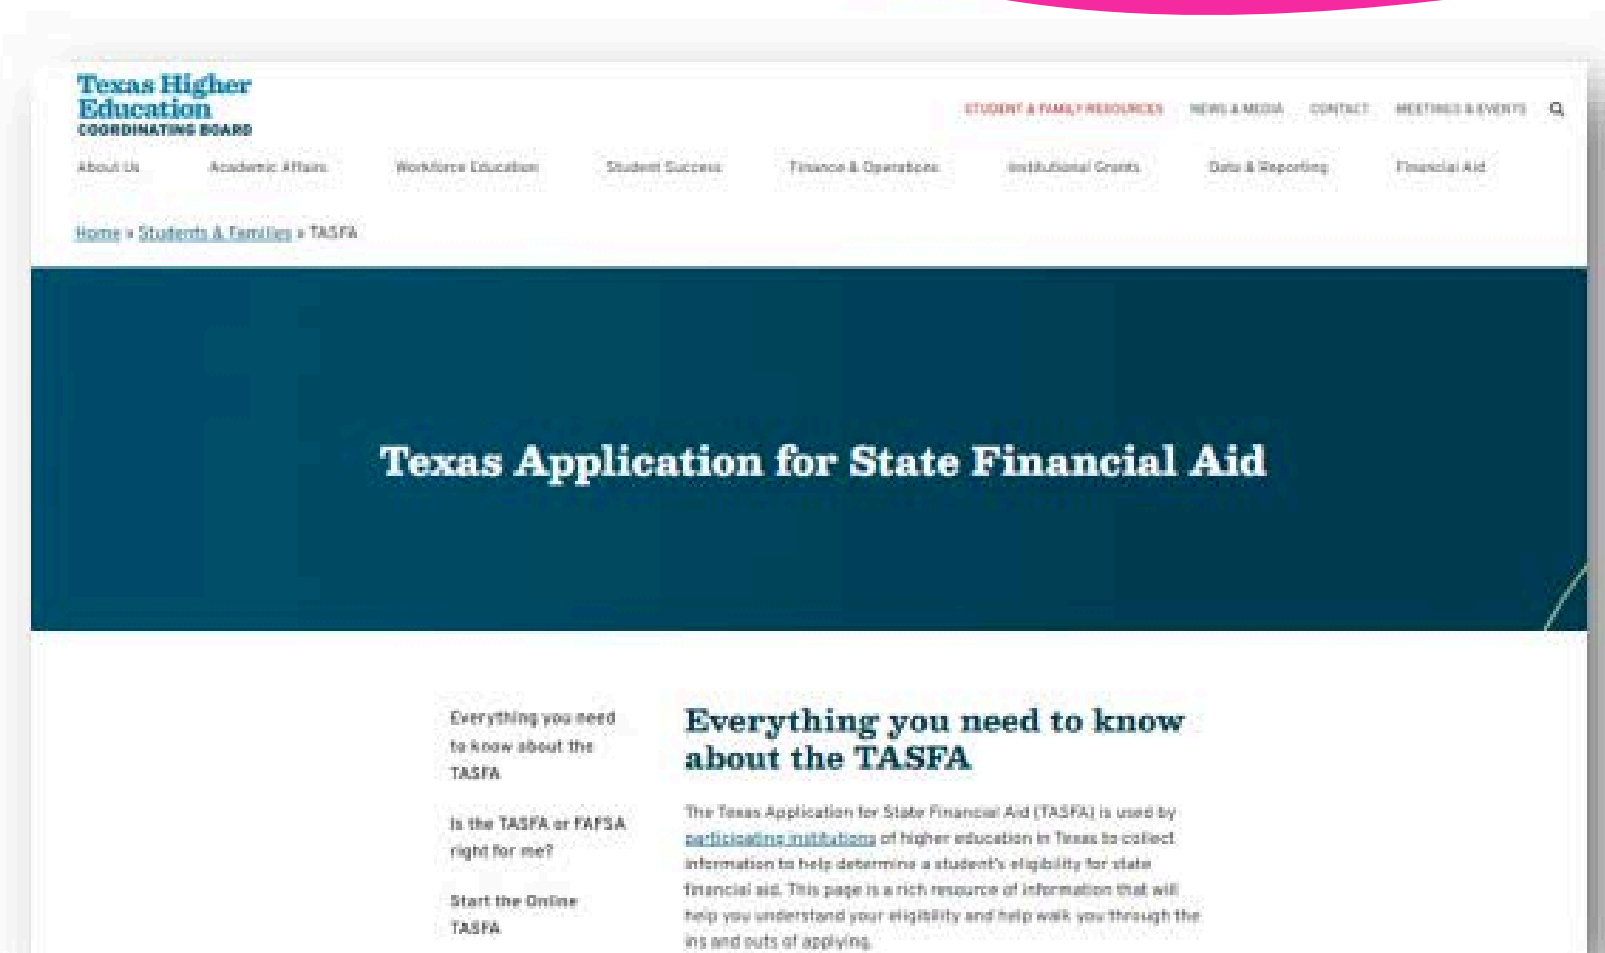 Texas Higher
Education
COORDINATING BOARD
STUDENT & FAMILY RESOURCES NEWS & MEDIA CONTACT MEETINGS & EVENTS
About Us Academic Affairs Workforce Education Student Success Finance & Operations Institutional Grants Data & Reporting Financial Aid
Home » Students & Families » TASFA
Texas Application for State Financial Aid
Everything you need
to know about the
TASFA
Is the TASFA or FAFSA
right for me?
Start the Online
TASFA
Everything you need to know
about the TASFA
The Texas Application for State Financial Aid (TASFA) is used by
participating institutions of higher education in Texas to collect
information to help determine a student's eligibility for state
financial aid. This page is a rich resource of information that will
help you understand your eligibility and help walk you through the
ins and outs of applying.